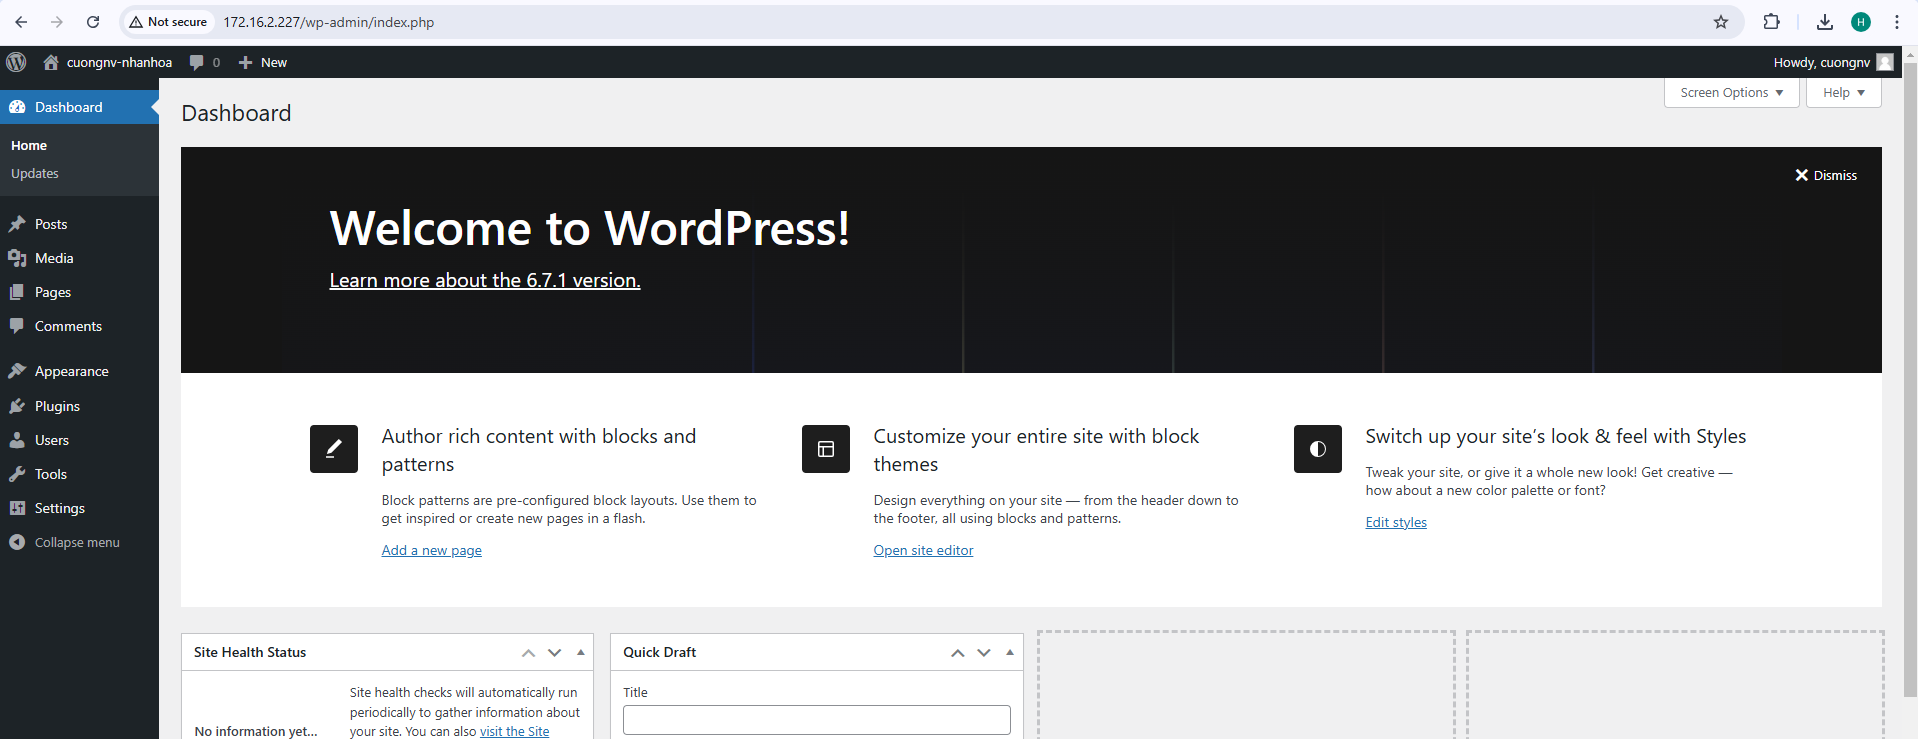 Not secure 172.16.2.227/wp-admin/index.php H
cuongnv-nhanhoa 0 New Howdy, cuongnv
Dashboard
Home
Updates
Posts
Media
Pages
Comments
Appearance
Plugins
Users
Tools
Settings
Collapse menu
Screen Options Help
Dashboard
Dismiss
Welcome to WordPress!
Learn more about the 6.7.1 version.
Author rich content with blocks and
patterns
Block patterns are pre-configured block layouts. Use them to
get inspired or create new pages in a flash.
Add a new page
Customize your entire site with block
themes
Design everything on your site — from the header down to
the footer, all using blocks and patterns.
Open site editor
Switch up your site’s look & feel with Styles
Tweak your site, or give it a whole new look! Get creative —
how about a new color palette or font?
Edit styles
Site Health Status
No information yet...
Site health checks will automatically run
periodically to gather information about
your site. You can also visit the Site
Quick Draft
Title